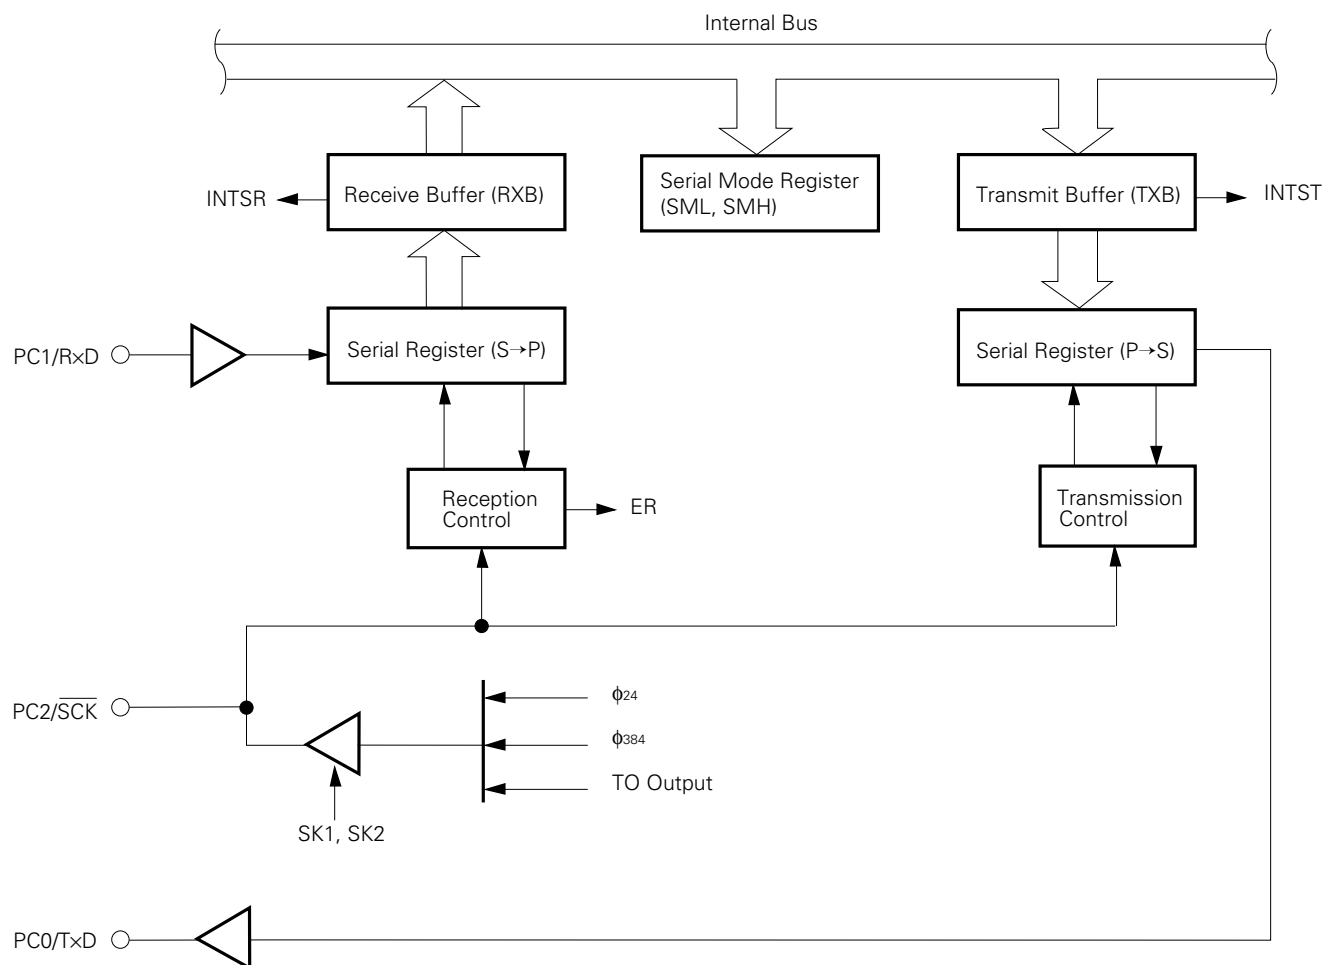 Internal Bus
INTSR
Receive Buffer (RXB)
Serial Mode Register
(SML, SMH)
Transmit Buffer (TXB)
INTST
PC1/R×D
Serial Register (S→P)
Serial Register (P→S)
Reception
Control
ER
Transmission
Control
PC2/S̅C̅K̅
ϕ24
ϕ384
TO Output
SK1, SK2
PC0/T×D